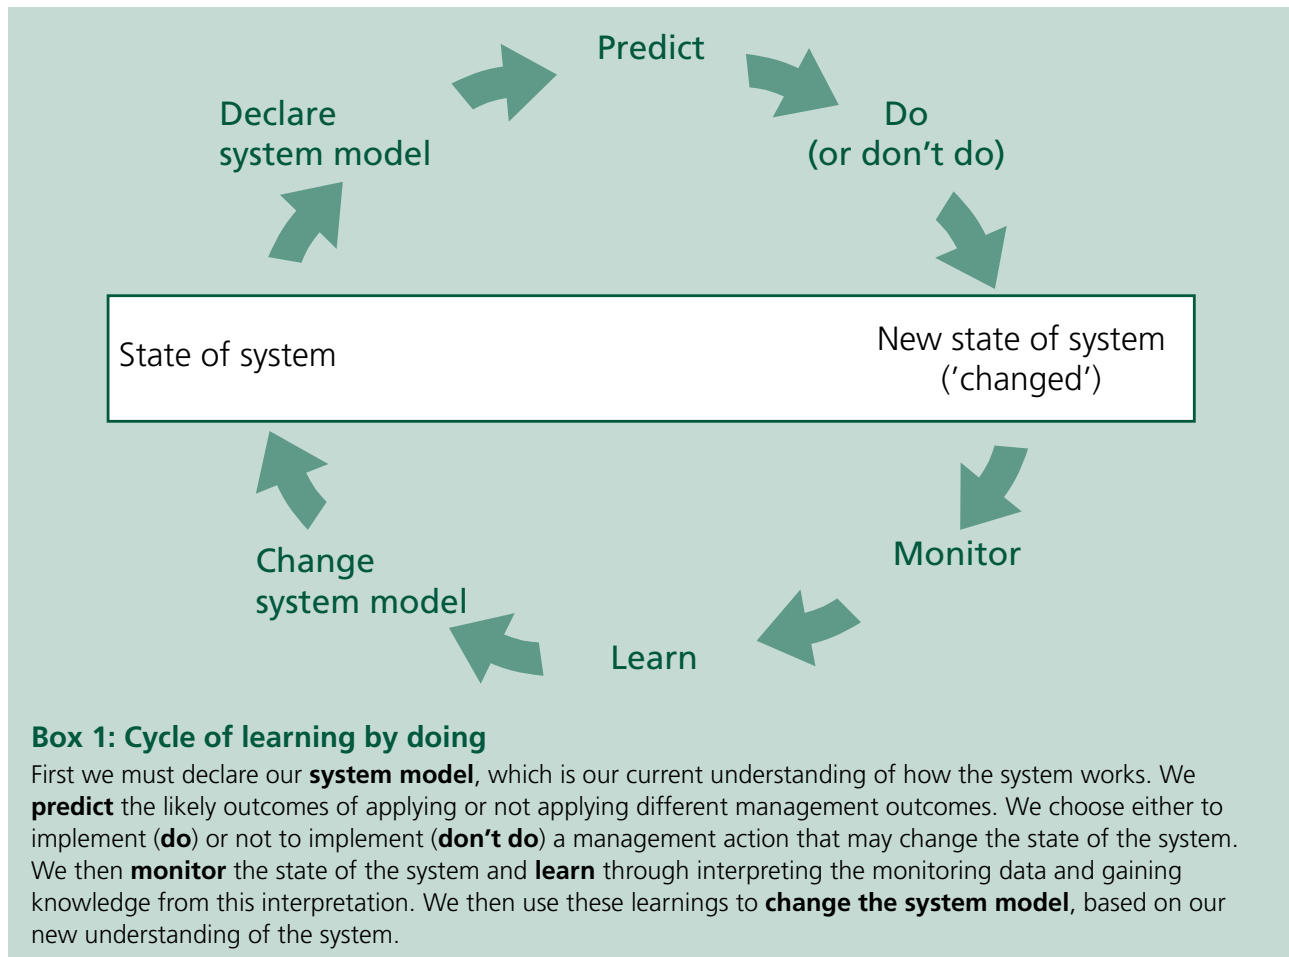 Predict
Declare
system model
Do
(or don't do)
State of system
New state of system
('changed')
Monitor
Change
system model
Learn
Box 1: Cycle of learning by doing
First we must declare our system model, which is our current understanding of how the system works. We
predict the likely outcomes of applying or not applying different management outcomes. We choose either to
implement (do) or not to implement (don't do) a management action that may change the state of the system.
We then monitor the state of the system and learn through interpreting the monitoring data and gaining
knowledge from this interpretation. We then use these learnings to change the system model, based on our
new understanding of the system.